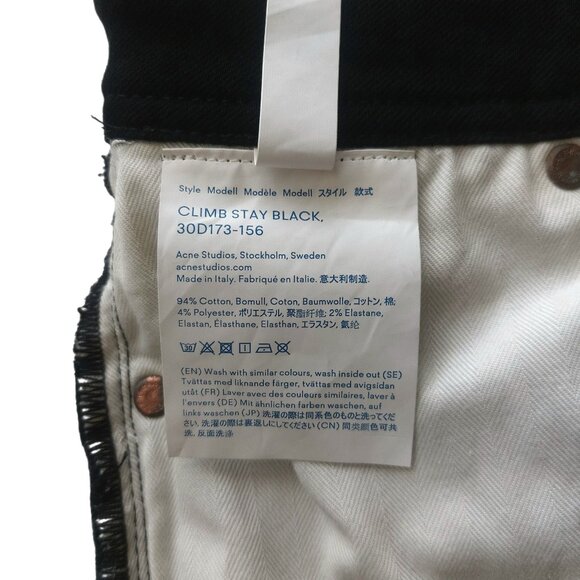 Style Modell Modèle Modell スタイル 款式
CLIMB STAY BLACK,
30D173-156
Acne Studios, Stockholm, Sweden
acnestudios.com
Made in Italy. Fabriqué en Italie. 意大利制造.
94% Cotton, Bomull, Coton, Baumwolle, コットン, 棉;
4% Polyester, ポリエステル, 聚酯纤维; 2% Elastane,
Elastan, Élasthane, Elasthan, エラスタン, 氨纶
30
(EN) Wash with similar colours, wash inside out (SE)
Tvättas med liknande färger, tvättas med avigsidan
utåt (FR) Laver avec des couleurs similaires, laver à
l'envers (DE) Mit ähnlichen farben waschen, auf
links waschen (JP) 洗濯の際は同系色のものと洗ってくださ
い、洗濯の際は裏返しにしてください (CN) 同类颜色可共
洗. 反面洗涤